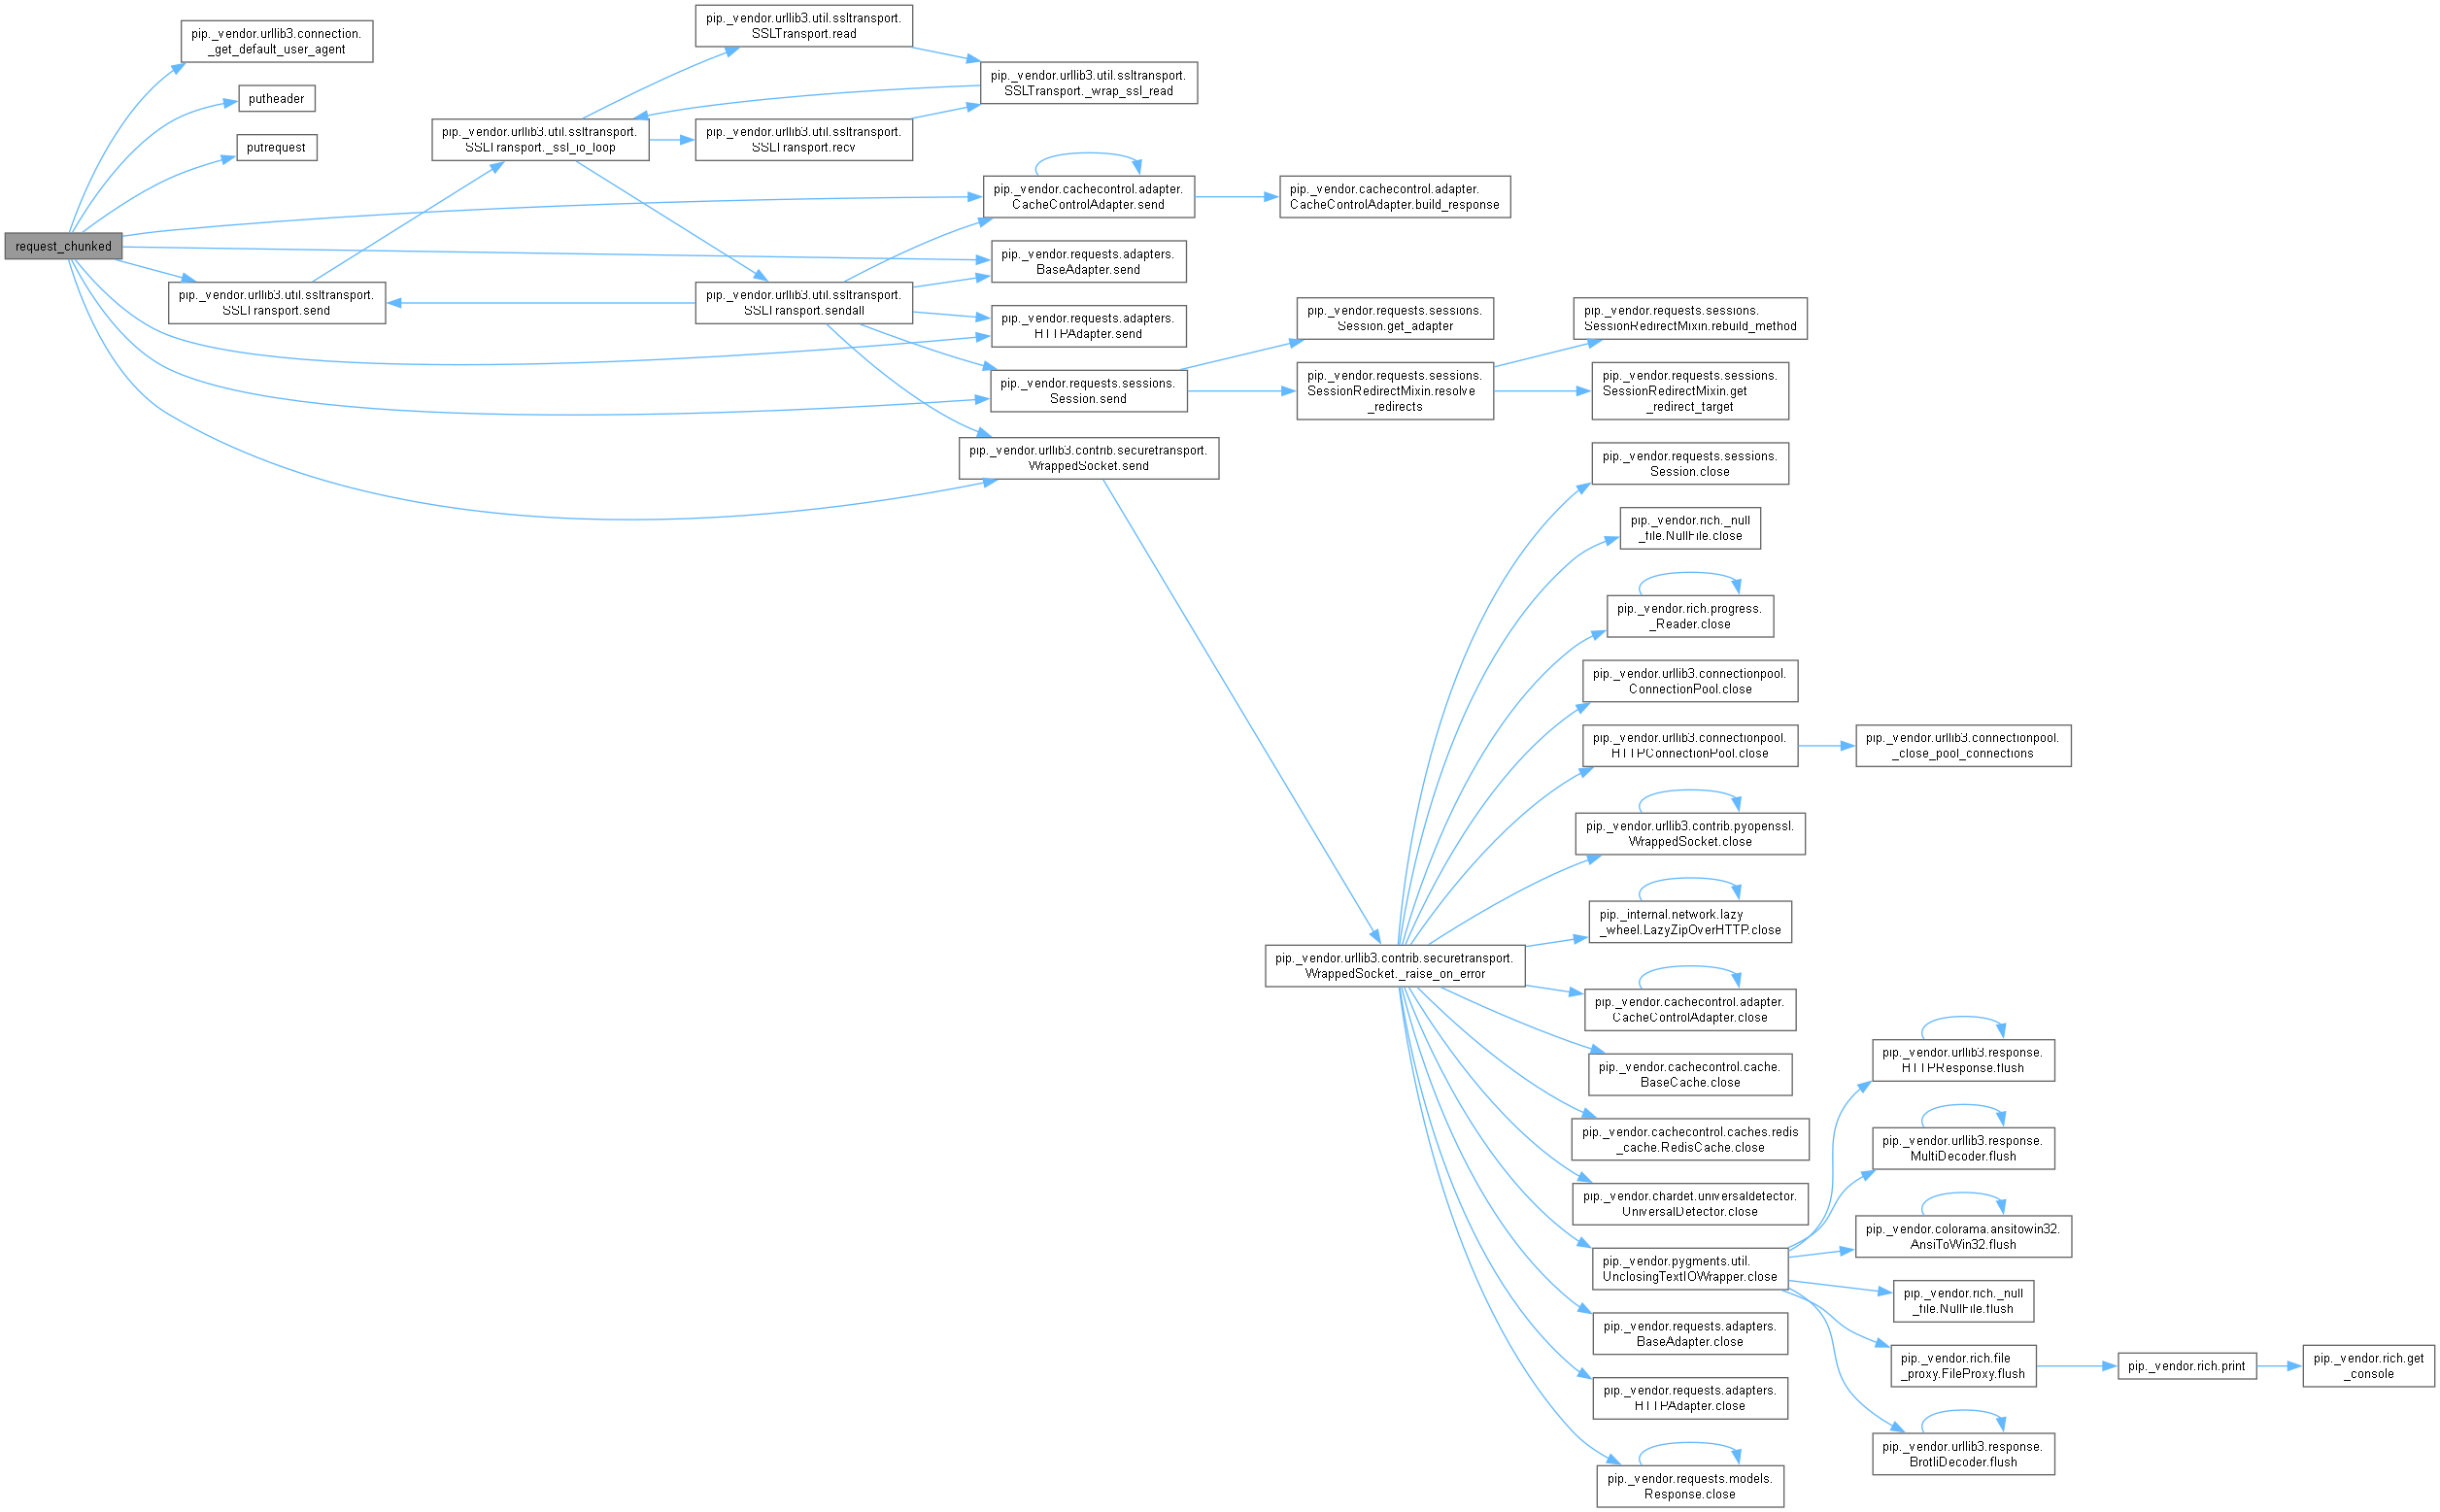 request_chunked
pip._vendor.urllib3.connection.
_get_default_user_agent
putheader
putrequest
pip._vendor.urllib3.util.ssltransport.
SSLTransport.send
pip._vendor.urllib3.util.ssltransport.
SSLTransport._ssl_io_loop
pip._vendor.urllib3.util.ssltransport.
SSLTransport.read
pip._vendor.urllib3.util.ssltransport.
SSLTransport._wrap_ssl_read
pip._vendor.urllib3.util.ssltransport.
SSLTransport.recv
pip._vendor.urllib3.util.ssltransport.
SSLTransport.sendall
pip._vendor.cachecontrol.adapter.
CacheControlAdapter.send
pip._vendor.cachecontrol.adapter.
CacheControlAdapter.build_response
pip._vendor.requests.adapters.
BaseAdapter.send
pip._vendor.requests.adapters.
HTTPAdapter.send
pip._vendor.requests.sessions.
Session.send
pip._vendor.requests.sessions.
Session.get_adapter
pip._vendor.requests.sessions.
SessionRedirectMixin.resolve
_redirects
pip._vendor.requests.sessions.
SessionRedirectMixin.rebuild_method
pip._vendor.requests.sessions.
SessionRedirectMixin.get
_redirect_target
pip._vendor.urllib3.contrib.securetransport.
WrappedSocket.send
pip._vendor.urllib3.contrib.securetransport.
WrappedSocket._raise_on_error
pip._vendor.requests.sessions.
Session.close
pip._vendor.rich._null
_file.NullFile.close
pip._vendor.rich.progress.
_Reader.close
pip._vendor.urllib3.connectionpool.
ConnectionPool.close
pip._vendor.urllib3.connectionpool.
HTTPConnectionPool.close
pip._vendor.urllib3.connectionpool.
_close_pool_connections
pip._vendor.urllib3.contrib.pyopenssl.
WrappedSocket.close
pip._internal.network.lazy
_wheel.LazyZipOverHTTP.close
pip._vendor.cachecontrol.adapter.
CacheControlAdapter.close
pip._vendor.cachecontrol.cache.
BaseCache.close
pip._vendor.cachecontrol.caches.redis
_cache.RedisCache.close
pip._vendor.chardet.universaldetector.
UniversalDetector.close
pip._vendor.pygments.util.
UnclosingTextIOWrapper.close
pip._vendor.requests.adapters.
BaseAdapter.close
pip._vendor.requests.adapters.
HTTPAdapter.close
pip._vendor.requests.models.
Response.close
pip._vendor.urllib3.response.
HTTPResponse.flush
pip._vendor.urllib3.response.
MultiDecoder.flush
pip._vendor.colorama.ansitowin32.
AnsiToWin32.flush
pip._vendor.rich._null
_file.NullFile.flush
pip._vendor.rich.file
_proxy.FileProxy.flush
pip._vendor.rich.print
pip._vendor.rich.get
_console
pip._vendor.urllib3.response.
BrotliDecoder.flush